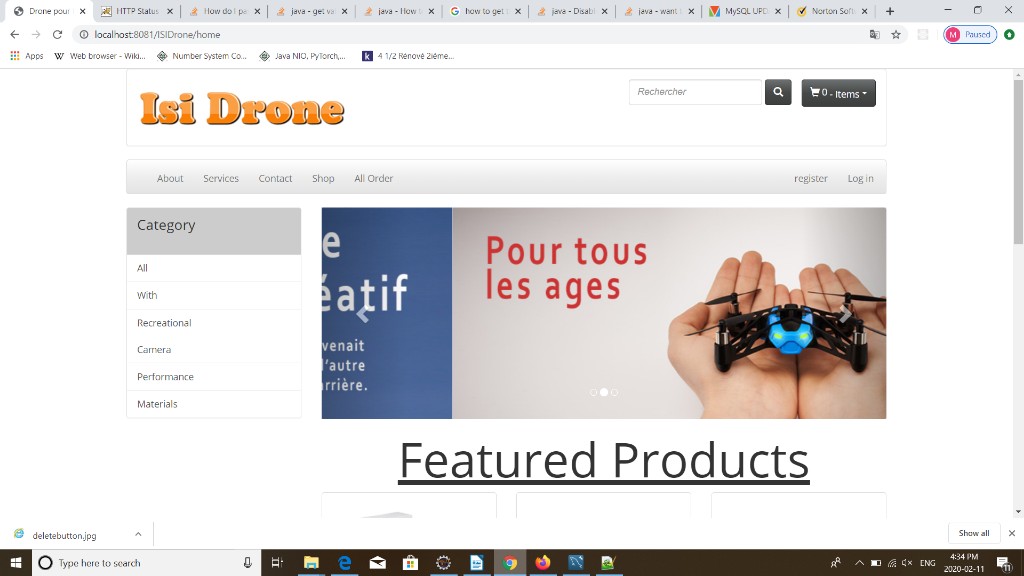 Drone pour
HTTP Status
How do I pa
java - get va
java - How t
how to get t
java - Disabl
java - want
MySQL UPD
Norton Soft
localhost:8081/ISIDrone/home
M Paused
Apps
W Web browser - Wiki...
Number System Co...
Java NIO, PyTorch,...
k 4 1/2 Rénové 2ième...
Isi Drone
Rechercher
0 - Items
About Services Contact Shop All Order register Log in
Category
All
With
Recreational
Camera
Performance
Materials
e
éatif
venait
'autre
rrière.
Pour tous
les ages
Featured Products
deletebutton.jpg
Show all
Type here to search
ENG
4:34 PM
2020-02-11
11